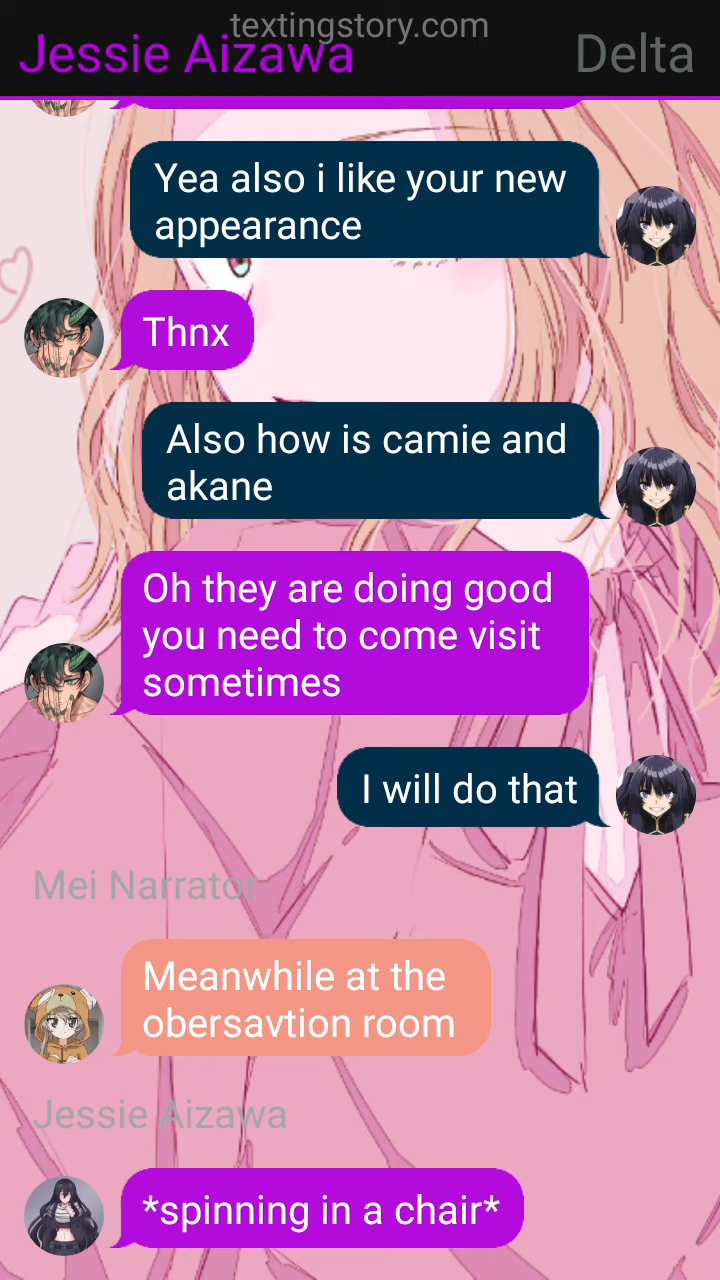 textingstory.com
Jessie Aizawa
Delta
Yea also i like your new
appearance
Thnx
Also how is camie and
akane
Oh they are doing good
you need to come visit
sometimes
I will do that
Mei Narrator
Meanwhile at the
obersavtion room
Jessie Aizawa
*spinning in a chair*